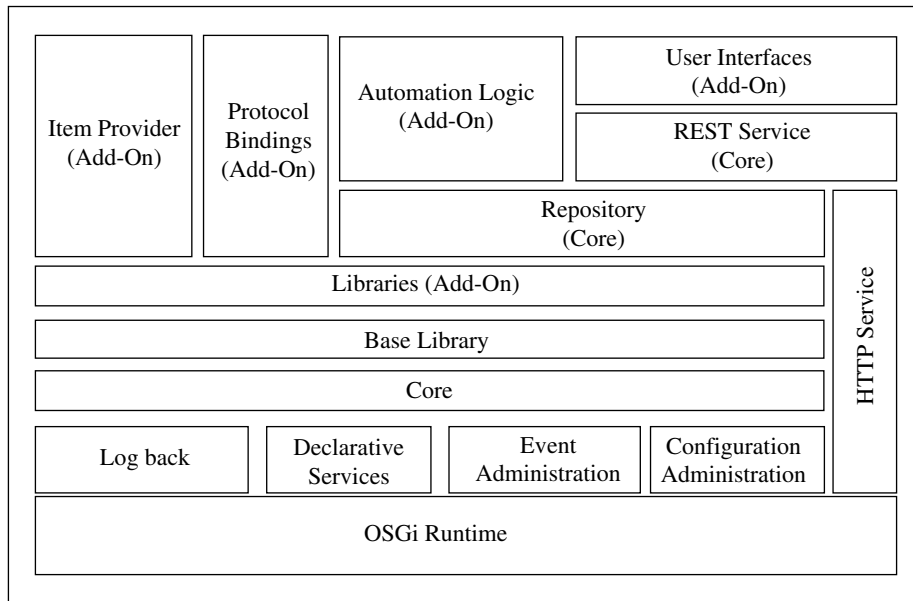 Item Provider
(Add-On)
Protocol
Bindings
(Add-On)
Automation Logic
(Add-On)
User Interfaces
(Add-On)
REST Service
(Core)
Repository
(Core)
HTTP Service
Libraries (Add-On)
Base Library
Core
Log back
Declarative
Services
Event
Administration
Configuration
Administration
OSGi Runtime